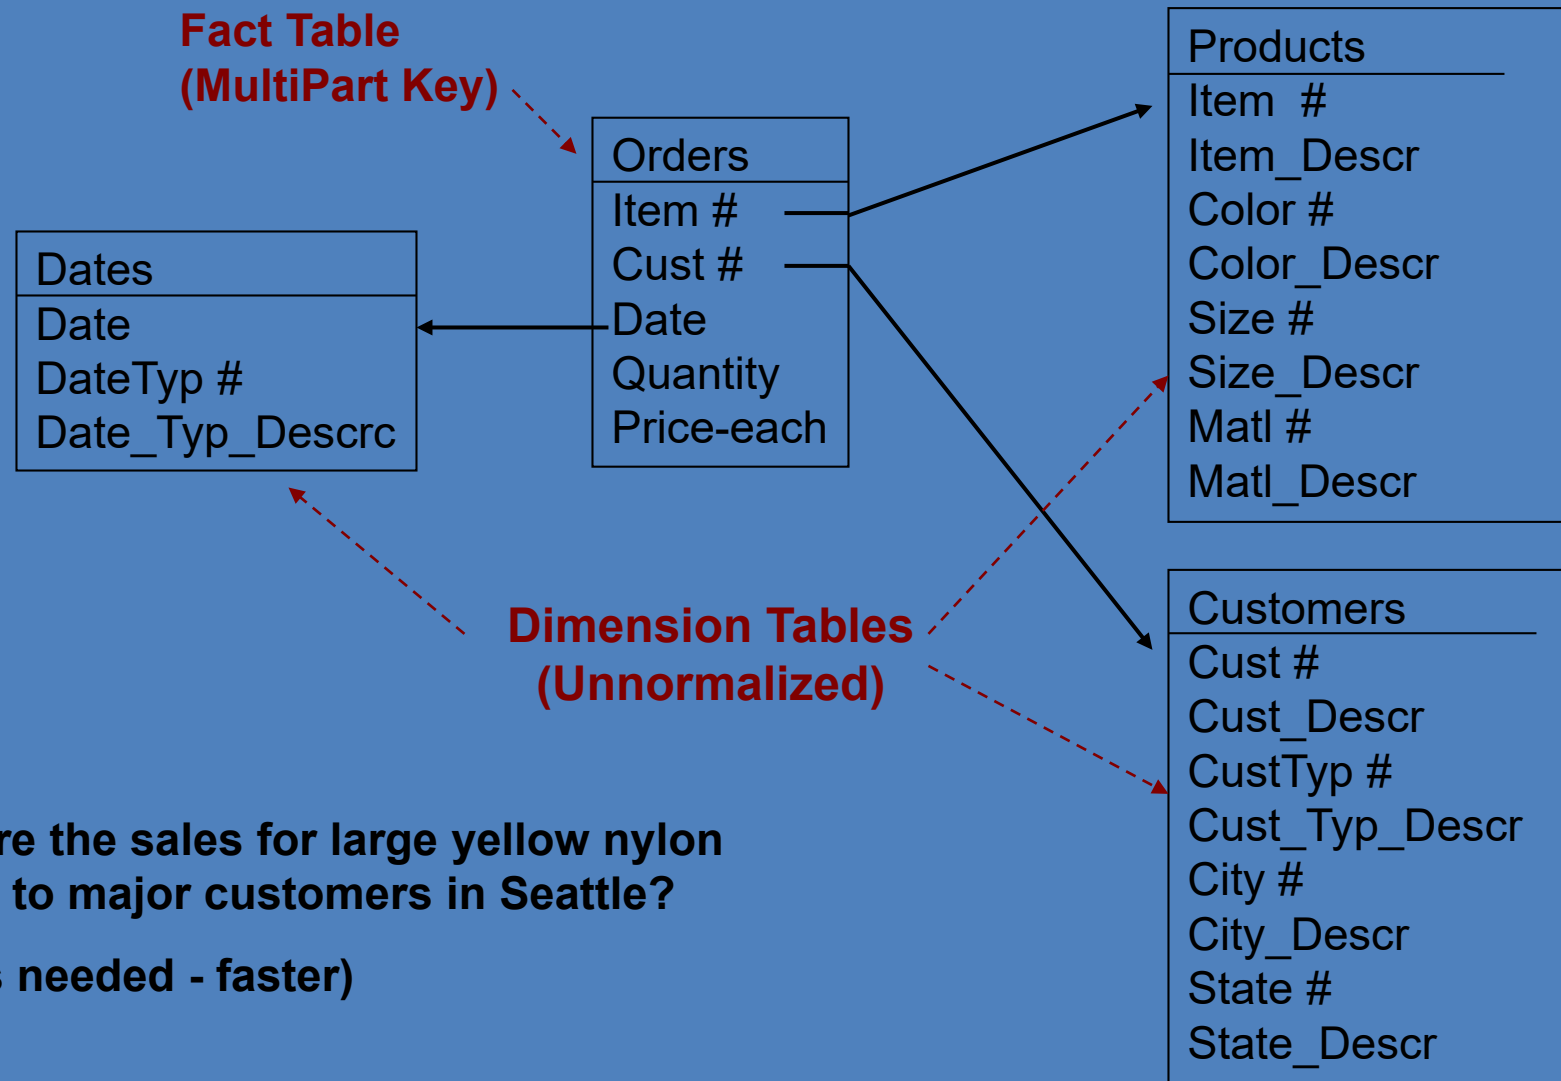 Fact Table
(MultiPart Key)
Orders
Item #
Cust #
Date
Quantity
Price-each
Products
Item  #
Item_Descr
Color #
Color_Descr
Size #
Size_Descr
Matl #
Matl_Descr
Dates
Date
DateTyp #
Date_Typ_Descrc
Dimension Tables
(Unnormalized)
Customers
Cust #
Cust_Descr
CustTyp #
Cust_Typ_Descr
City #
City_Descr
State #
State_Descr
the sales for large yellow nylon
to major customers in Seattle?
needed - faster)